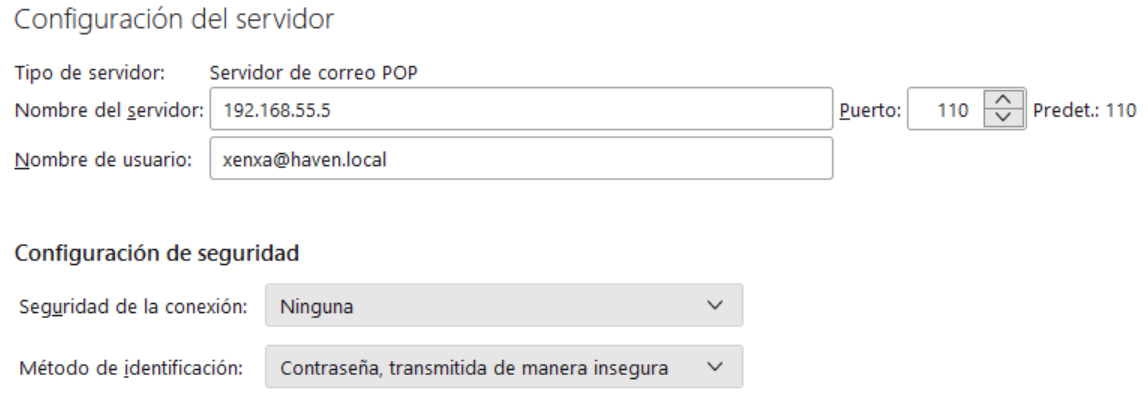 Configuración del servidor
Tipo de servidor: Servidor de correo POP
Nombre del servidor: 192.168.55.5 Puerto: 110 Predet.: 110
Nombre de usuario: xenxa@haven.local
Configuración de seguridad
Seguridad de la conexión: Ninguna
Método de identificación: Contraseña, transmitida de manera insegura